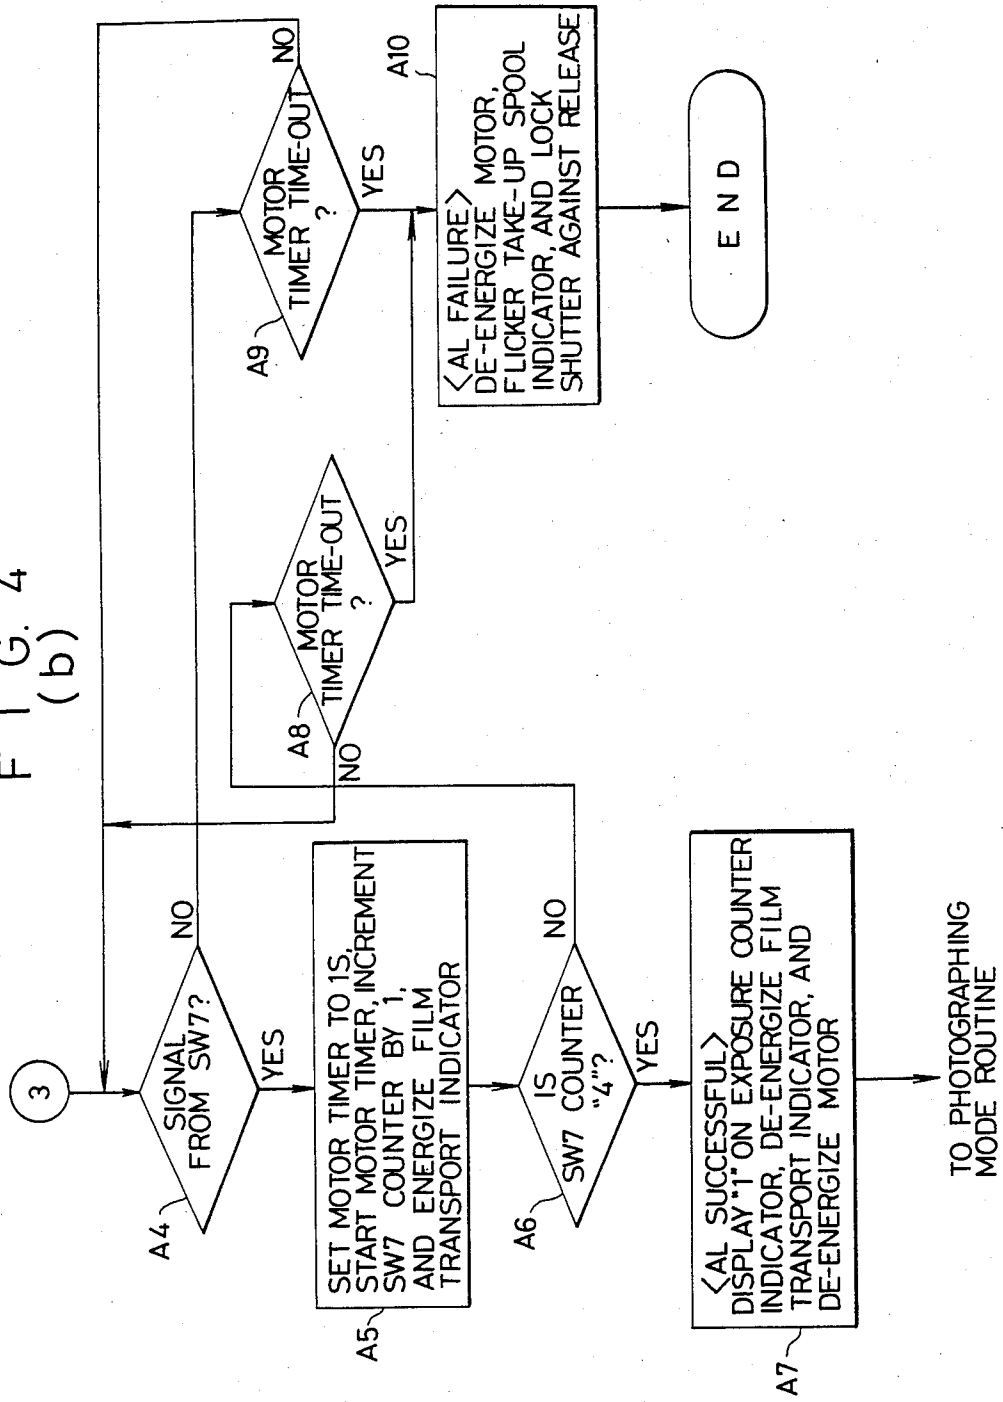 F I G. 4
(b)
3
A4
SIGNAL
FROM SW7?
NO
YES
A5
SET MOTOR TIMER TO 1S,
START MOTOR TIMER, INCREMENT
SW7 COUNTER BY 1,
AND ENERGIZE FILM
TRANSPORT INDICATOR
A6
IS
SW7 COUNTER
"4"?
NO
YES
A7
<AL SUCCESSFUL>
DISPLAY "1" ON EXPOSURE COUNTER
INDICATOR, DE-ENERGIZE FILM
TRANSPORT INDICATOR, AND
DE-ENERGIZE MOTOR
TO PHOTOGRAPHING
MODE ROUTINE
A8
MOTOR
TIMER TIME-OUT
?
NO
YES
A9
MOTOR
TIMER TIME-OUT
?
NO
YES
A10
<AL FAILURE>
DE-ENERGIZE MOTOR,
FLICKER TAKE-UP SPOOL
INDICATOR, AND LOCK
SHUTTER AGAINST RELEASE
E N D